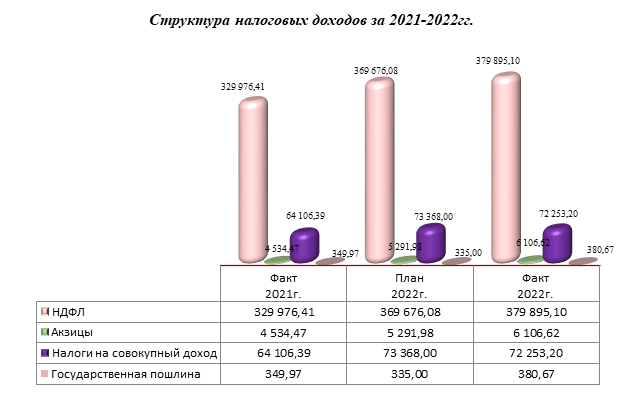 Структура налоговых доходов за 2021-2022гг.
379 895,10
369 676,08
329 976,41
64 106,39
73 368,00
72 253,20
4 534,47
349,97
5 291,98
335,00
6 106,62
380,67
Факт План Факт
2021г. 2022г. 2022г.
НДФЛ 329 976,41 369 676,08 379 895,10
Акзицы 4 534,47 5 291,98 6 106,62
Налоги на совокупный доход 64 106,39 73 368,00 72 253,20
Государственная пошлина 349,97 335,00 380,67